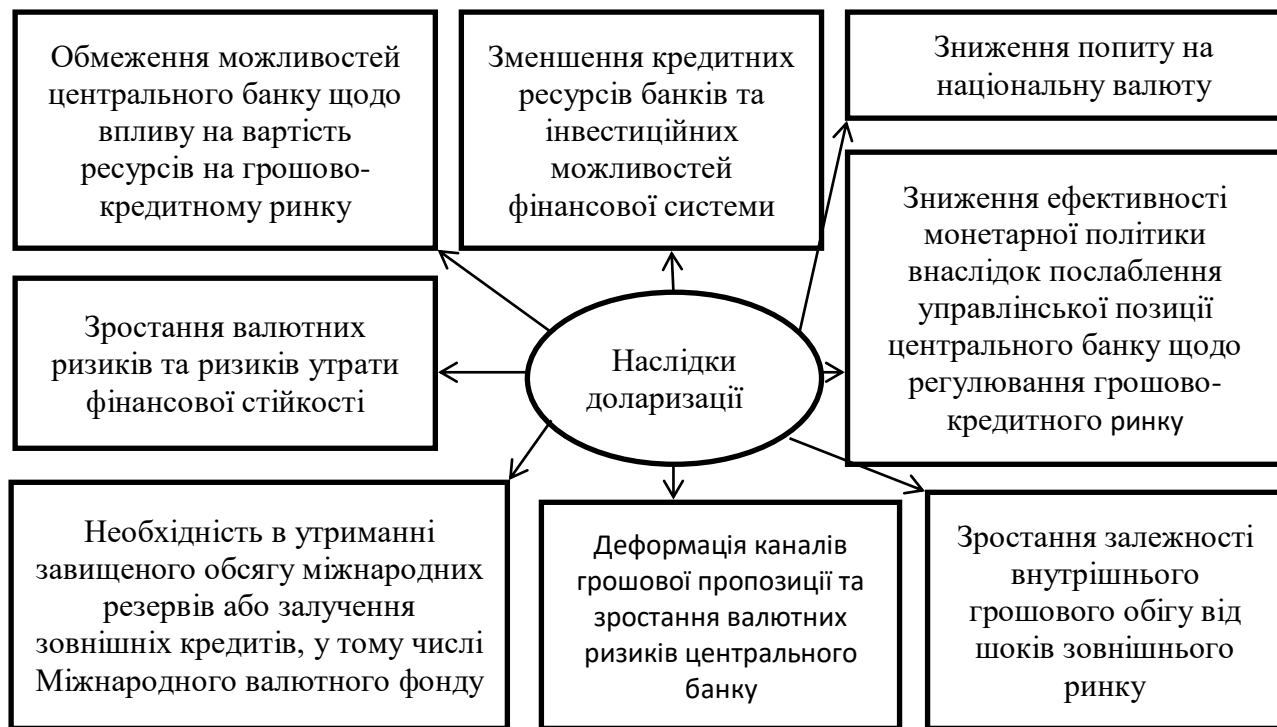 Обмеження можливостей
центрального банку щодо
впливу на вартість
ресурсів на грошово-
кредитному ринку
Зменшення кредитних
ресурсів банків та
інвестиційних
можливостей
фінансової системи
Зниження попиту на
національну валюту
Зниження ефективності
монетарної політики
внаслідок послаблення
управлінської позиції
центрального банку щодо
регулювання грошово-
кредитного ринку
Зростання валютних
ризиків та ризиків утрати
фінансової стійкості
Наслідки
доларизації
Необхідність в утриманні
завищеного обсягу міжнародних
резервів або залучення
зовнішніх кредитів, у тому числі
Міжнародного валютного фонду
Деформація каналів
грошової пропозиції та
зростання валютних
ризиків центрального
банку
Зростання залежності
внутрішнього
грошового обігу від
шоків зовнішнього
ринку